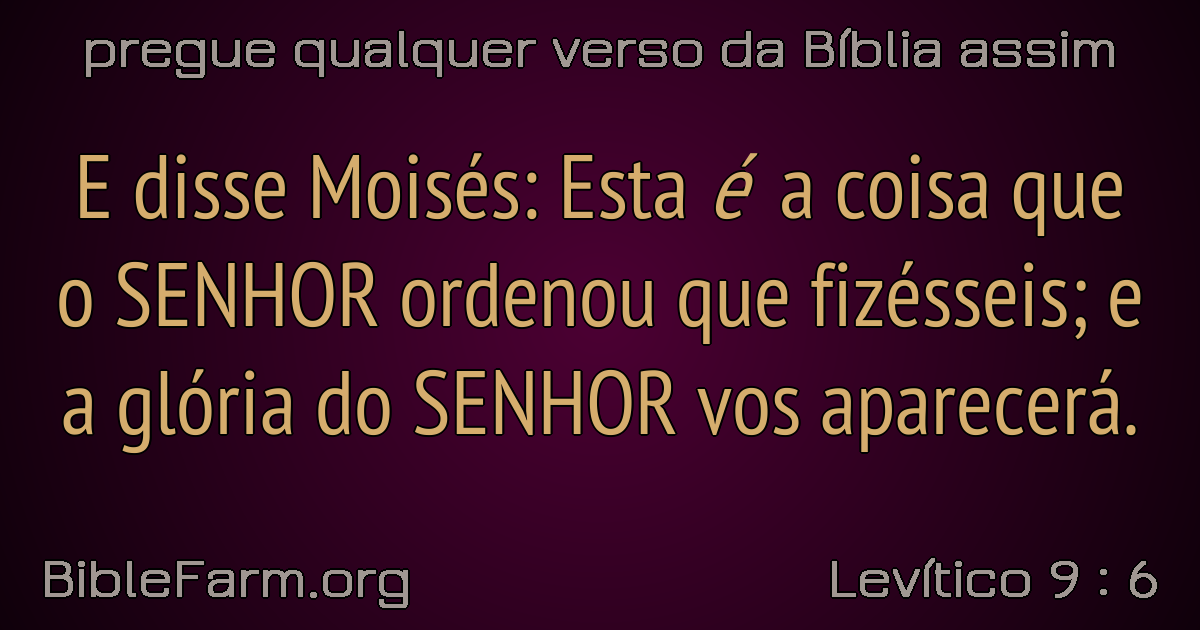 pregue qualquer verso da Bíblia assim
E disse Moisés: Esta é a coisa que
o SENHOR ordenou que fizésseis; e
a glória do SENHOR vos aparecerá.
BibleFarm.org
Levítico 9 : 6